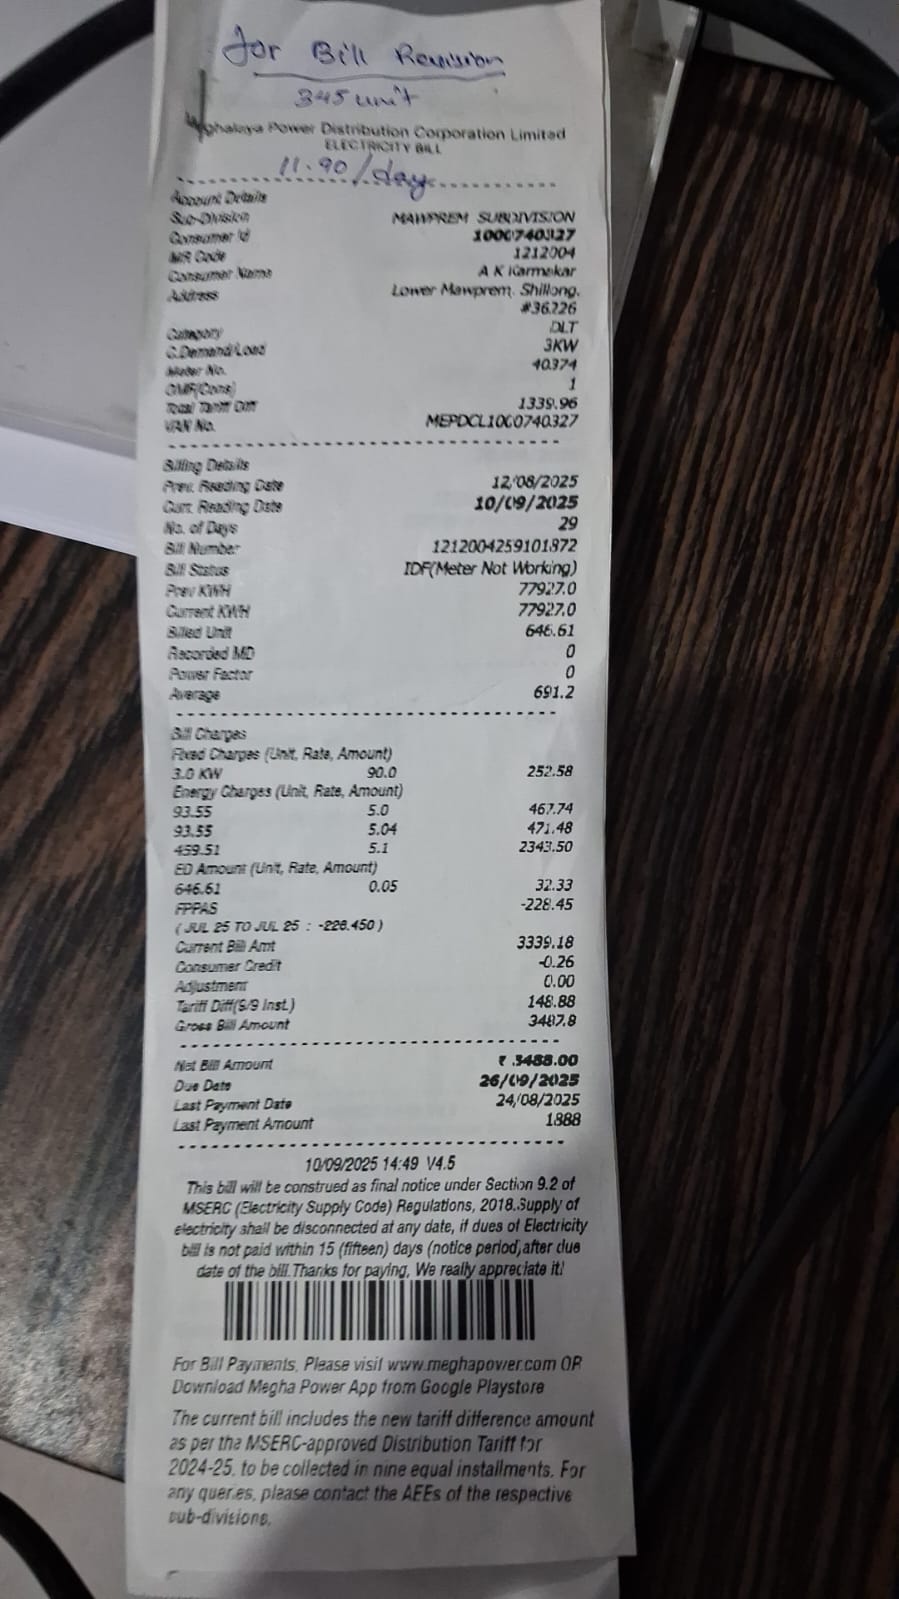 for Bill Revision
345 unit
Meghalaya Power Distribution Corporation Limited
ELECTRICITY BILL
11.90/day
Account Details
Sub-Division MAWPREM SUBDIVISION
Consumer Id 1000740327
MR Code 1212004
Consumer Name A K Karmakar
Address Lower Mawprem, Shillong,
#36226
Category DLT
C.Demand/Load 3KW
Meter No. 40374
OMF(Cons) 1
Total Tariff Diff 1339.96
VAN No. MEPDCL1000740327
Billing Details
Prev. Reading Date 12/08/2025
Curr. Reading Date 10/09/2025
No. of Days 29
Bill Number 1212004259101872
Bill Status IDF(Meter Not Working)
Prev KWH 77927.0
Current KWH 77927.0
Billed Unit 646.61
Recorded MD 0
Power Factor 0
Average 691.2
Bill Charges
Fixed Charges (Unit, Rate, Amount)
3.0 KW 90.0 252.58
Energy Charges (Unit, Rate, Amount)
93.55 5.0 467.74
93.55 5.04 471.48
459.51 5.1 2343.50
ED Amount (Unit, Rate, Amount)
646.61 0.05 32.33
FPPAS -228.45
( JUL 25 TO JUL 25 : -228.450 )
Current Bill Amt 3339.18
Consumer Credit -0.26
Adjustment 0.00
Tariff Diff(9/9 Inst.) 148.88
Gross Bill Amount 3487.8
Net Bill Amount ₹ 3488.00
Due Date 26/09/2025
Last Payment Date 24/08/2025
Last Payment Amount 1888
10/09/2025 14:49 V4.5
This bill will be construed as final notice under Section 9.2 of
MSERC (Electricity Supply Code) Regulations, 2018.Supply of
electricity shall be disconnected at any date, if dues of Electricity
bill is not paid within 15 (fifteen) days (notice period)after due
date of the bill.Thanks for paying, We really appreciate it!
For Bill Payments, Please visit www.meghapower.com OR
Download Megha Power App from Google Playstore
The current bill includes the new tariff difference amount
as per the MSERC-approved Distribution Tariff for
2024-25, to be collected in nine equal installments. For
any queries, please contact the AEEs of the respective
sub-divisions.